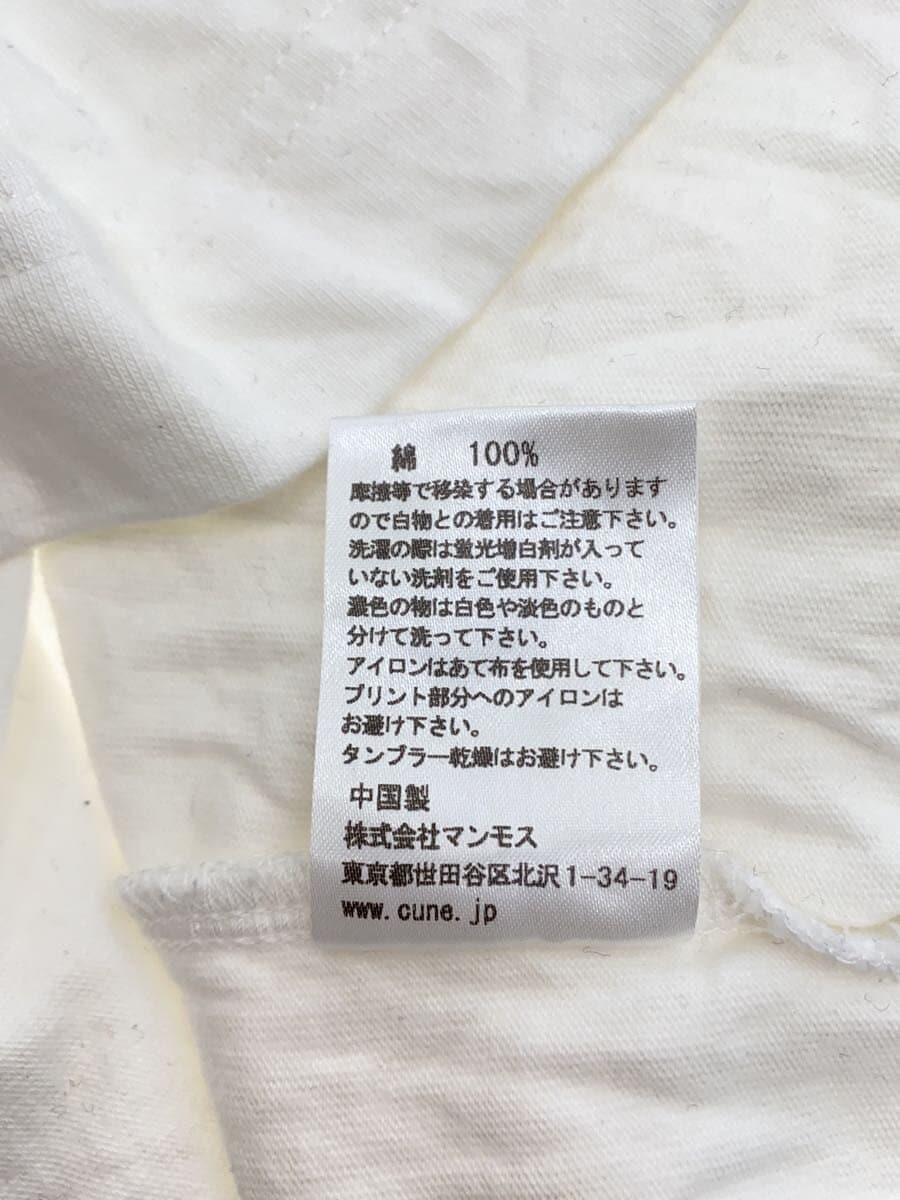 綿 100%
摩擦等で移染する場合があります
ので白物との着用はご注意下さい。
洗濯の際は蛍光増白剤が入って
いない洗剤をご使用下さい。
濃色の物は白色や淡色のものと
分けて洗って下さい。
アイロンはあて布を使用して下さい。
プリント部分へのアイロンは
お避け下さい。
タンブラー乾燥はお避け下さい。
中国製
株式会社マンモス
東京都世田谷区北沢1-34-19
www.cune.jp